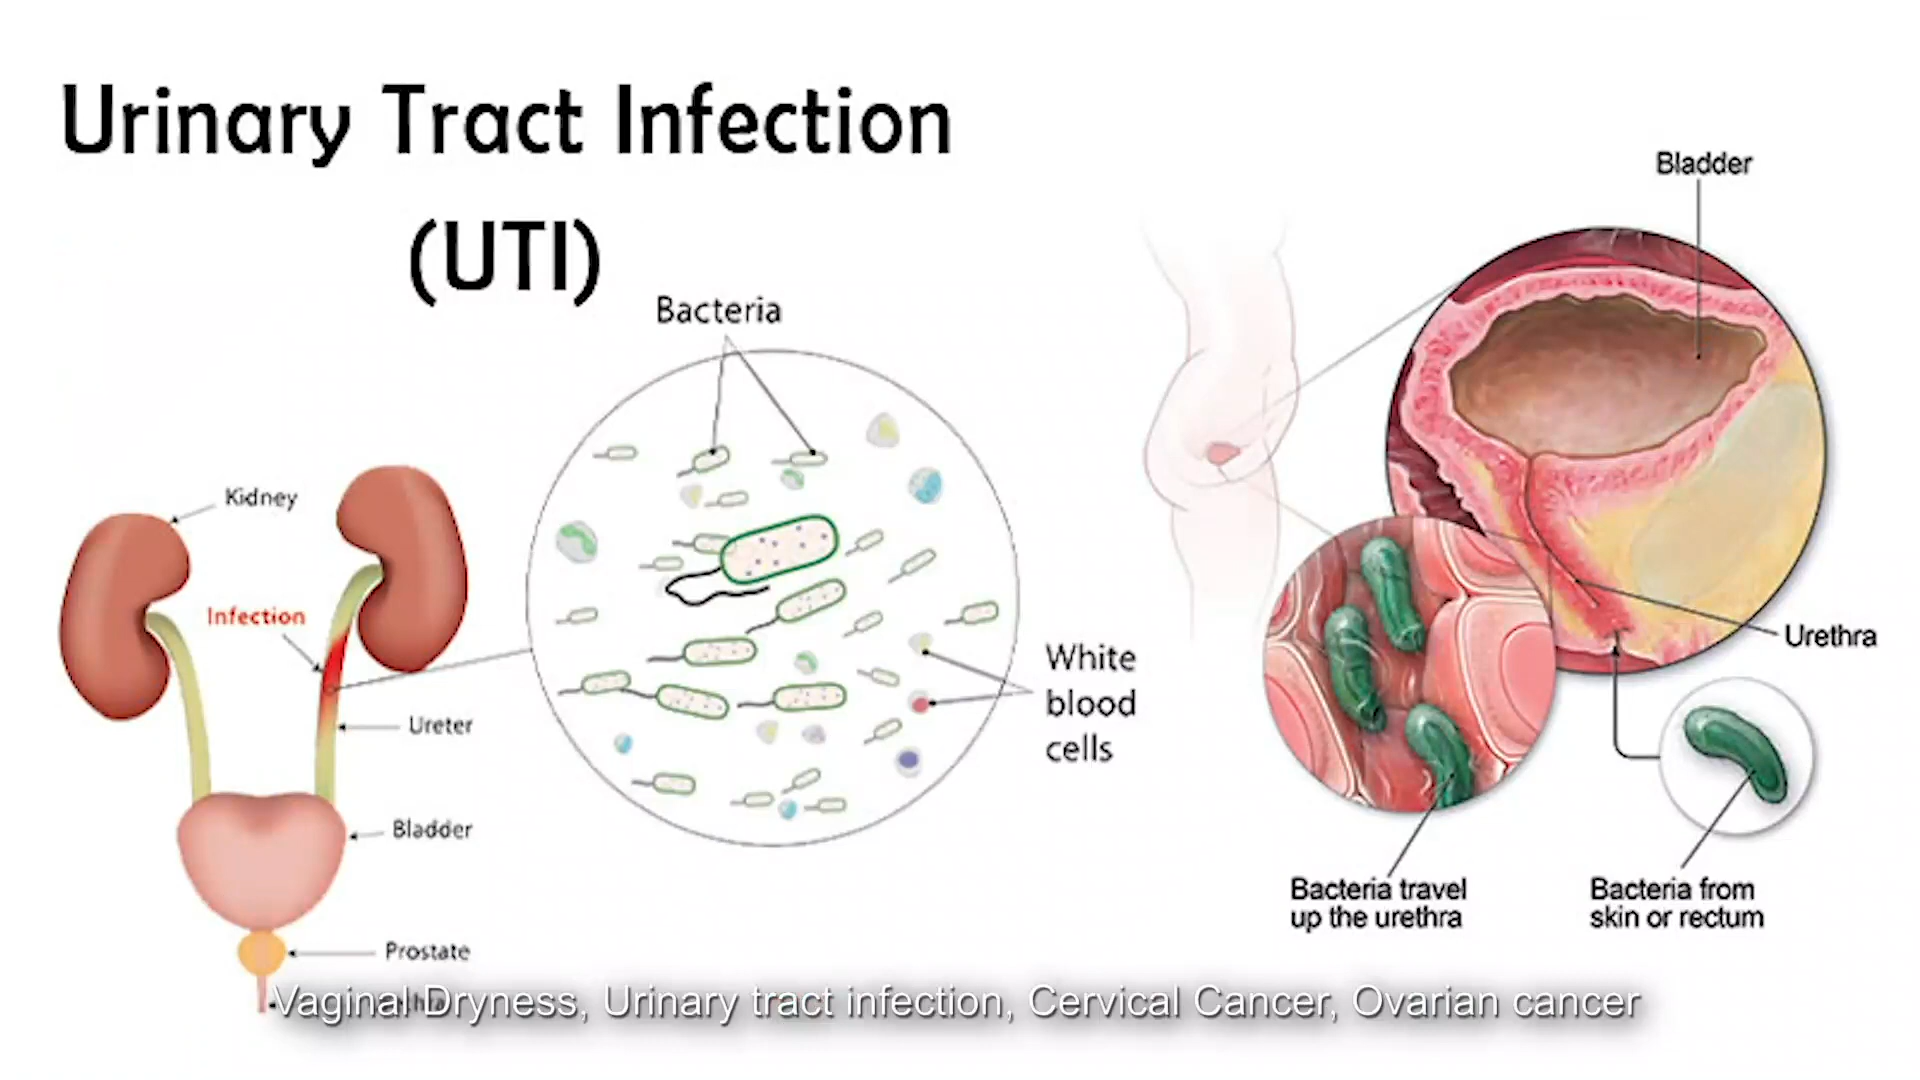 Urinary Tract Infection
(UTI)
Bacteria
Bladder
Kidney
Infection
Ureter
Bladder
Prostate
White
blood
cells
Urethra
Bacteria travel
up the urethra
Bacteria from
skin or rectum
Vaginal Dryness, Urinary tract infection, Cervical Cancer, Ovarian cancer